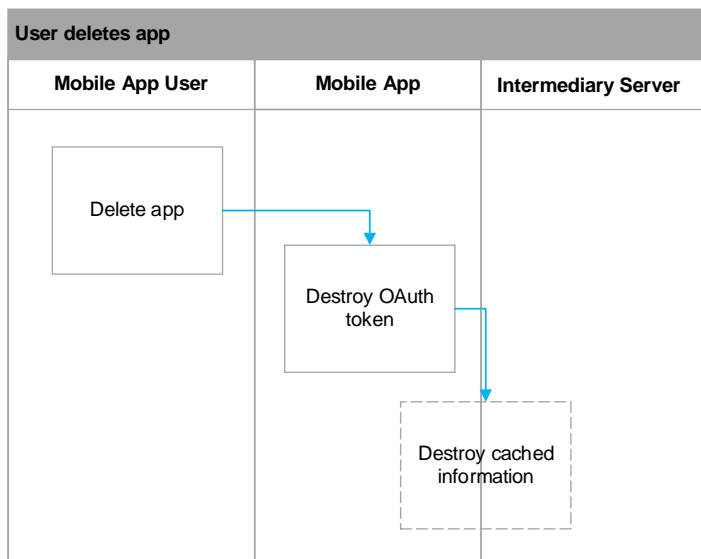 User deletes app
Mobile App User
Mobile App
Intermediary Server
Delete app
Destroy OAuth
token
Destroy cached
information